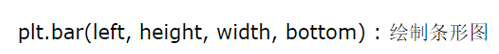 plt.bar(left, height, width, bottom) : 绘制条形图